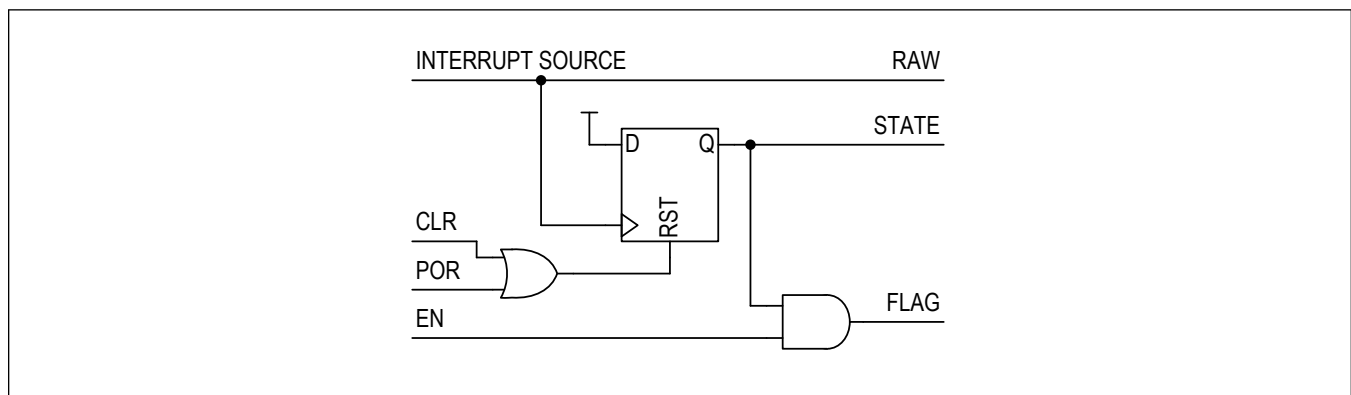 INTERRUPT SOURCE RAW
STATE
D Q
RST
CLR
POR
FLAG
EN